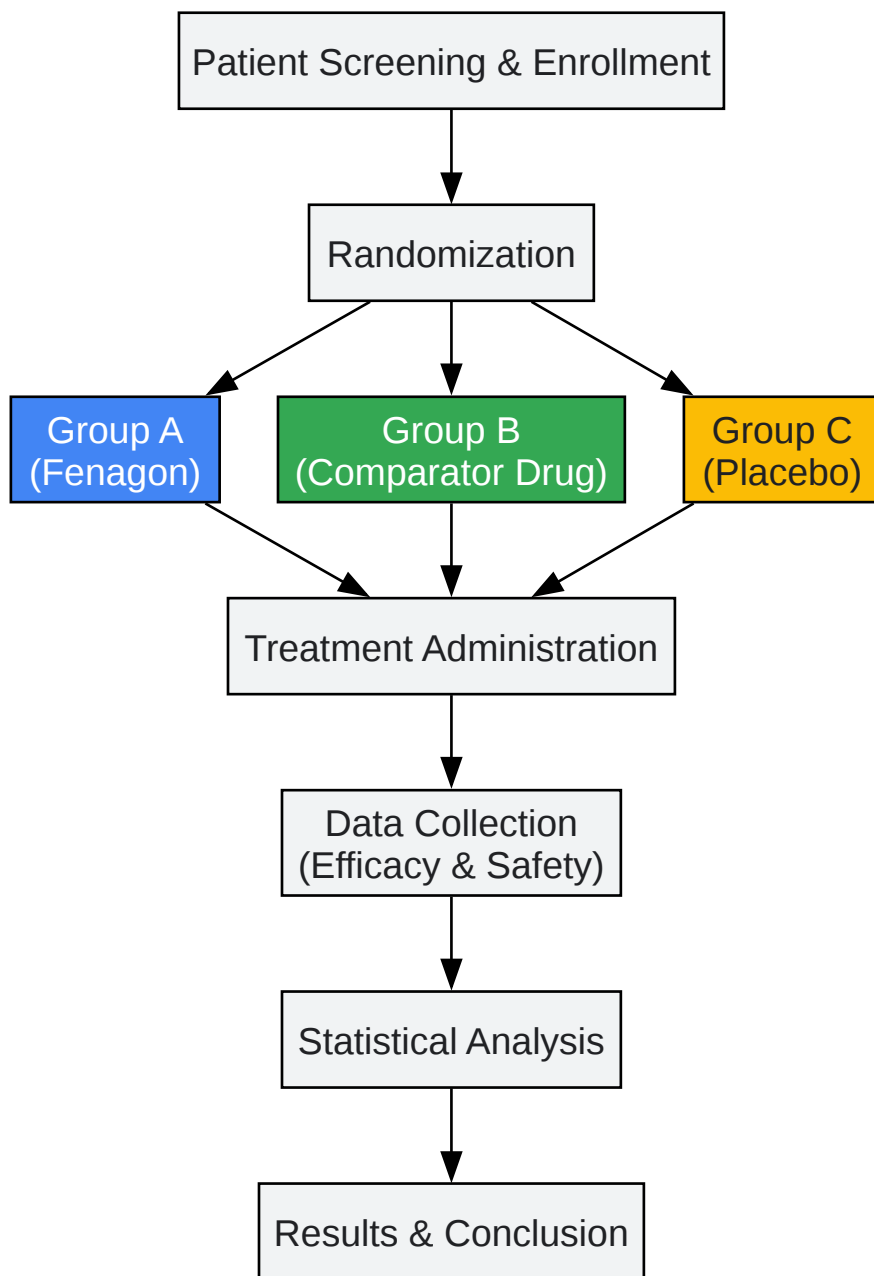 Patient Screening & Enrollment
Randomization
Group A
(Fenagon)
Group B
(Comparator Drug)
Group C
(Placebo)
Treatment Administration
Data Collection
(Efficacy & Safety)
Statistical Analysis
Results & Conclusion